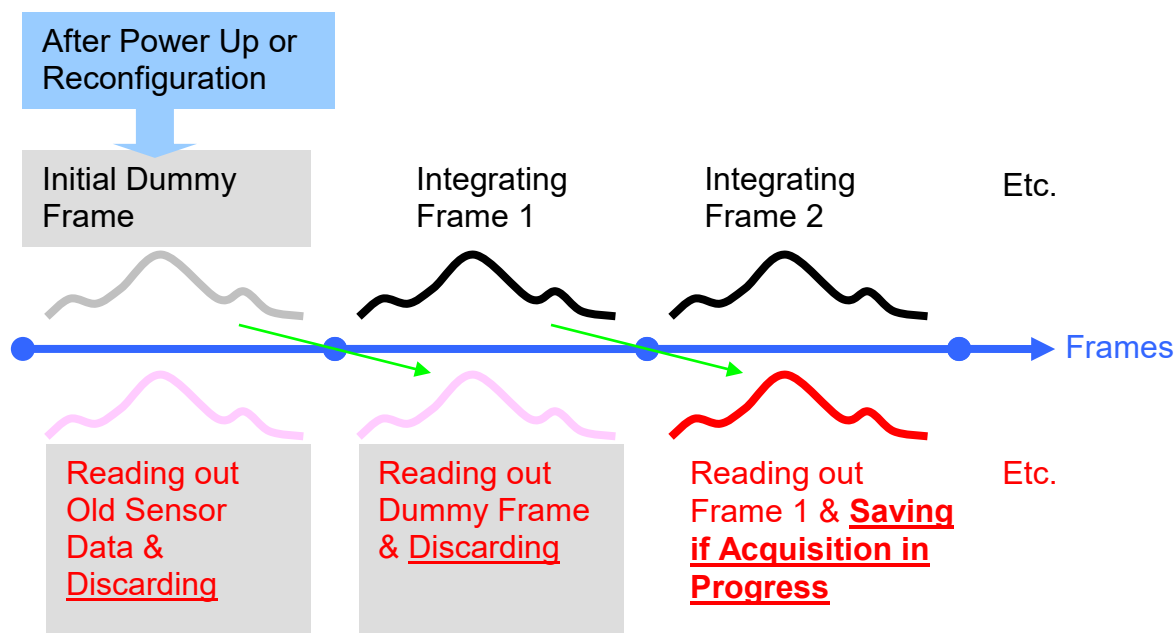 After Power Up or
Reconfiguration
Initial Dummy
Frame
Integrating
Frame 1
Integrating
Frame 2
Etc.
Frames
Reading out
Old Sensor
Data &
Discarding
Reading out
Dummy Frame
& Discarding
Reading out
Frame 1 & Saving
if Acquisition in
Progress
Etc.